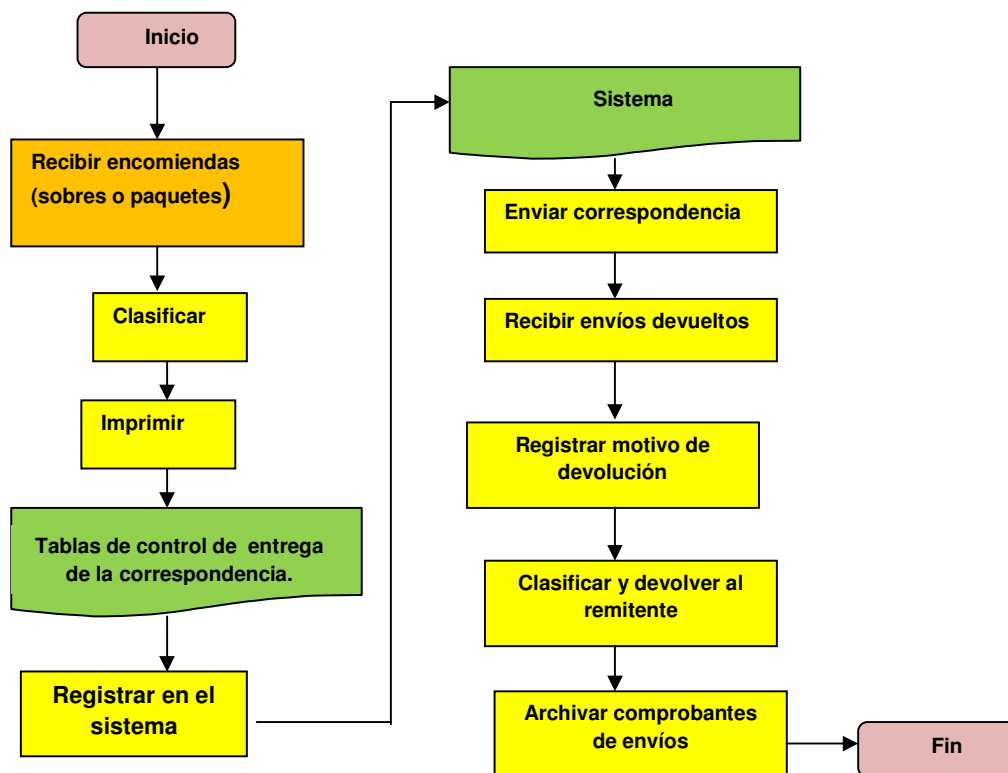 Inicio
Recibir encomiendas
(sobres o paquetes)
Clasificar
Imprimir
Tablas de control de entrega
de la correspondencia.
Registrar en el
sistema
Sistema
Enviar correspondencia
Recibir envíos devueltos
Registrar motivo de
devolución
Clasificar y devolver al
remitente
Archivar comprobantes
de envíos
Fin